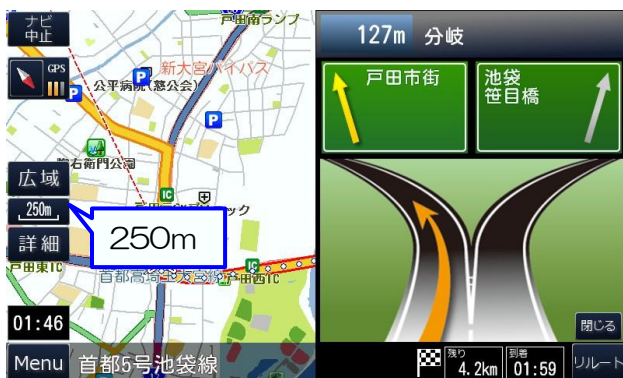 ナビ
中止
GPS
戸田南ランプ
新大宮バイパス
公平病院(慈公会)
P
P
P
広域
250m
詳細
250m
IC
戸田東IC
戸田西IC
01:46
Menu
首都5号池袋線
127m 分岐
戸田市街
池袋
笹目橋
閉じる
残り
4.2km
到着
01:59
リルート